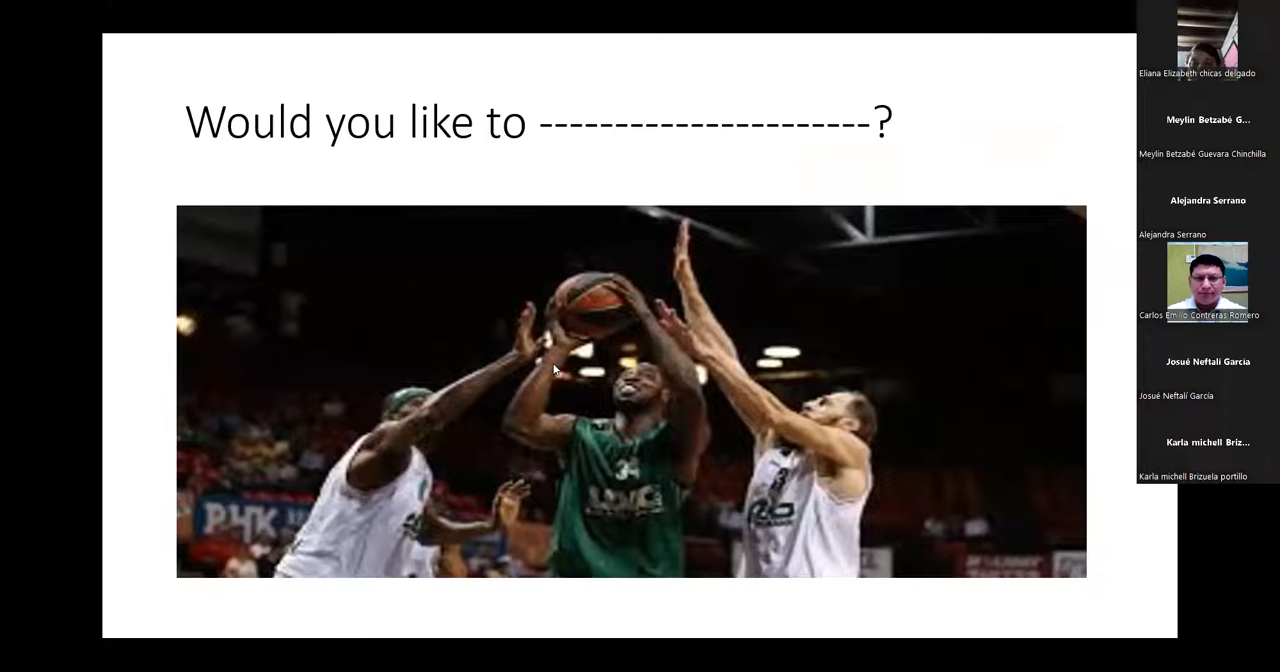 Would you like to ----------------------?
34
3
Eliana Elizabeth chicas delgado
Meylin Betzabé G...
Meylin Betzabé Guevara Chinchilla
Alejandra Serrano
Alejandra Serrano
Carlos Emilio Contreras Romero
Josué Neftalí García
Josué Neftalí García
Karla michell Briz...
Karla michell Brizuela portillo